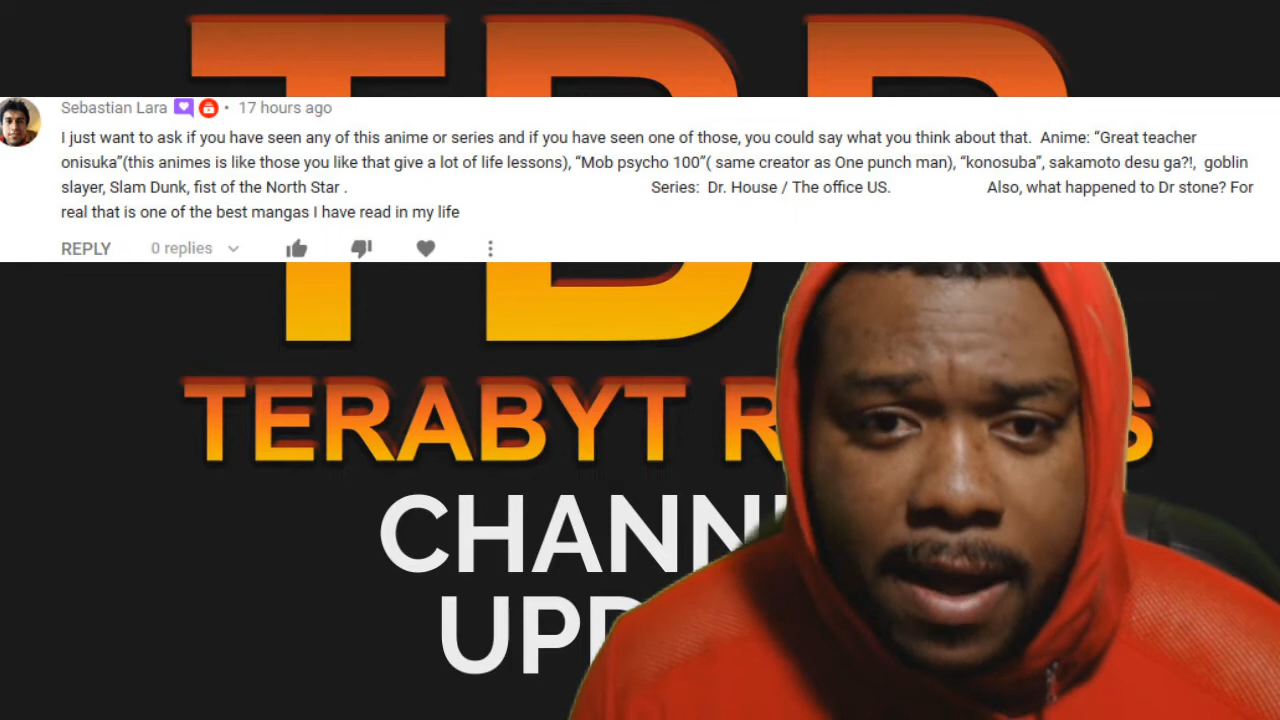 TBR
Sebastian Lara • 17 hours ago
I just want to ask if you have seen any of this anime or series and if you have seen one of those, you could say what you think about that. Anime: “Great teacher
onisuka”(this animes is like those you like that give a lot of life lessons), “Mob psycho 100”( same creator as One punch man), “konosuba”, sakamoto desu ga?!, goblin
slayer, Slam Dunk, fist of the North Star . Series: Dr. House / The office US. Also, what happened to Dr stone? For
real that is one of the best mangas I have read in my life
REPLY 0 replies
TERABYT R S
CHANN
UPD